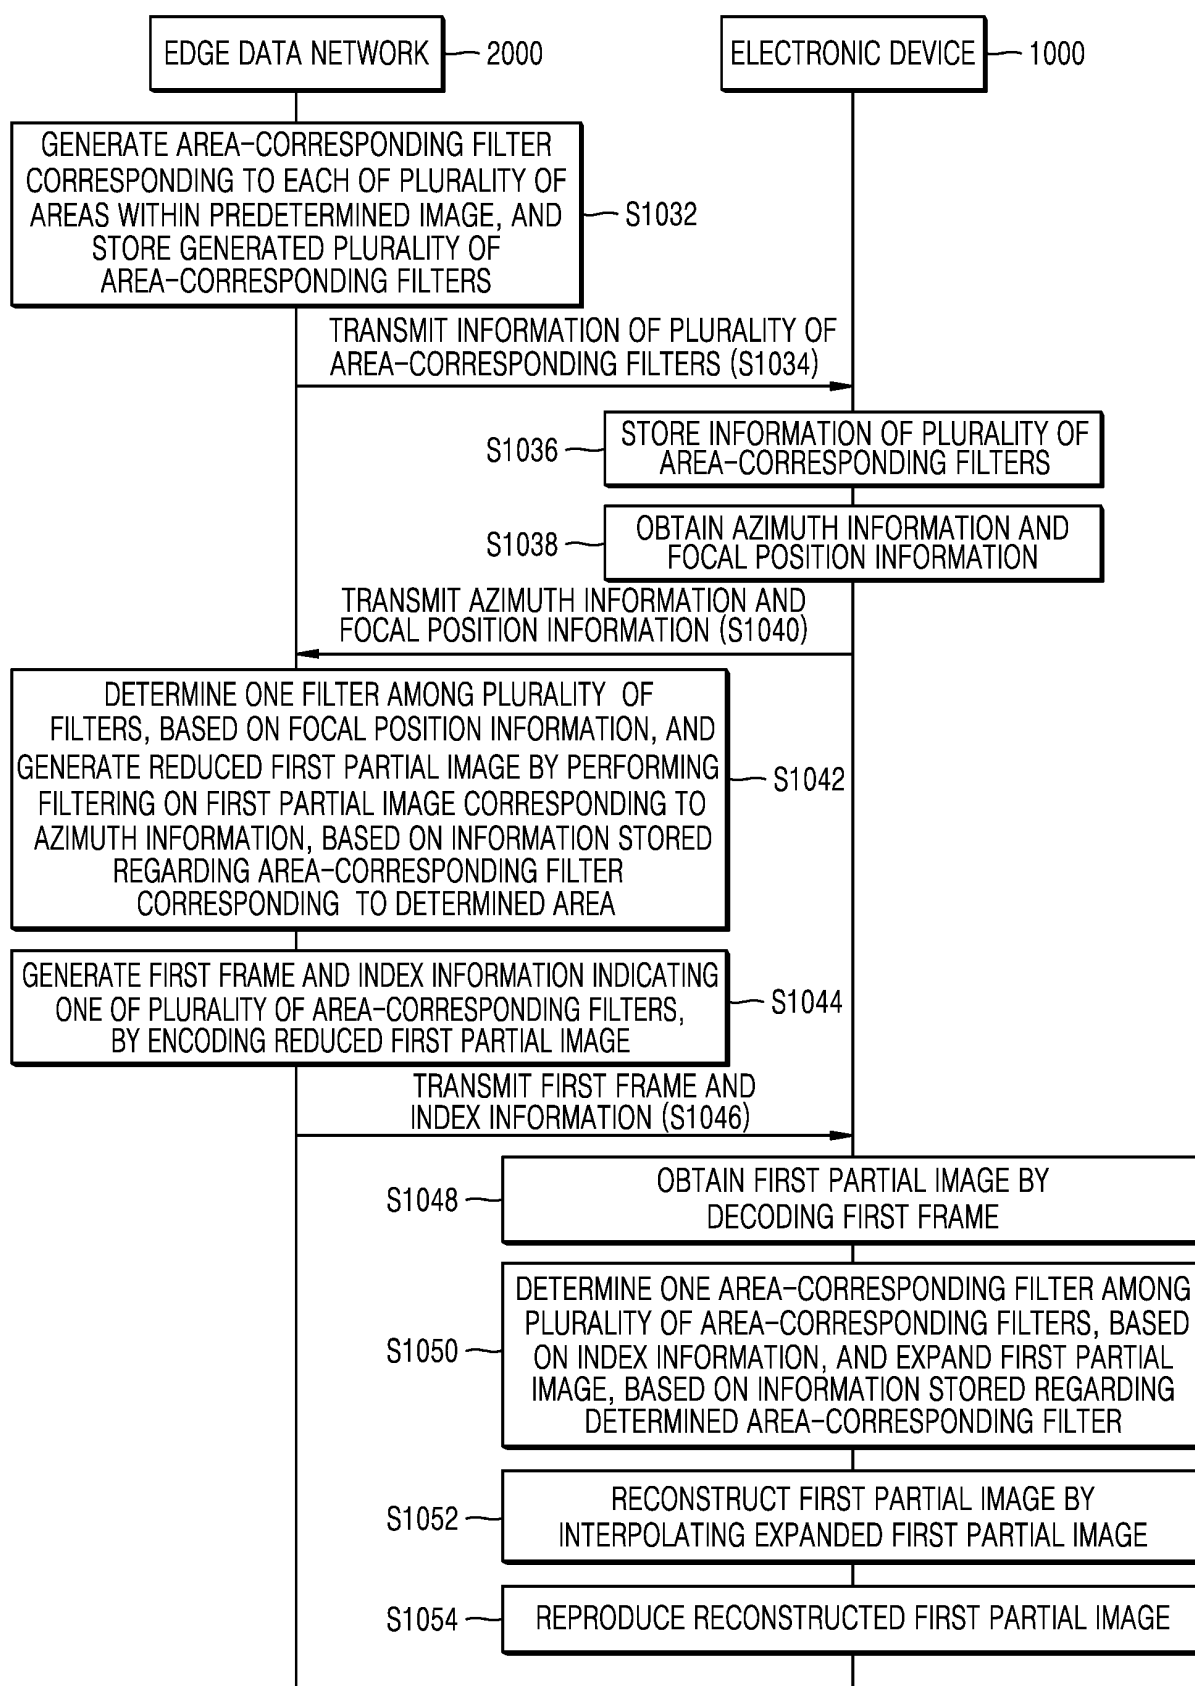 EDGE DATA NETWORK
2000
ELECTRONIC DEVICE
1000
GENERATE AREA-CORRESPONDING FILTER
CORRESPONDING TO EACH OF PLURALITY OF
AREAS WITHIN PREDETERMINED IMAGE, AND
STORE GENERATED PLURALITY OF
AREA-CORRESPONDING FILTERS
S1032
TRANSMIT INFORMATION OF PLURALITY OF
AREA-CORRESPONDING FILTERS (S1034)
S1036
STORE INFORMATION OF PLURALITY OF
AREA-CORRESPONDING FILTERS
S1038
OBTAIN AZIMUTH INFORMATION AND
FOCAL POSITION INFORMATION
TRANSMIT AZIMUTH INFORMATION AND
FOCAL POSITION INFORMATION (S1040)
DETERMINE ONE FILTER AMONG PLURALITY OF
FILTERS, BASED ON FOCAL POSITION INFORMATION, AND
GENERATE REDUCED FIRST PARTIAL IMAGE BY PERFORMING
FILTERING ON FIRST PARTIAL IMAGE CORRESPONDING TO
AZIMUTH INFORMATION, BASED ON INFORMATION STORED
REGARDING AREA-CORRESPONDING FILTER
CORRESPONDING TO DETERMINED AREA
S1042
GENERATE FIRST FRAME AND INDEX INFORMATION INDICATING
ONE OF PLURALITY OF AREA-CORRESPONDING FILTERS,
BY ENCODING REDUCED FIRST PARTIAL IMAGE
S1044
TRANSMIT FIRST FRAME AND
INDEX INFORMATION (S1046)
S1048
OBTAIN FIRST PARTIAL IMAGE BY
DECODING FIRST FRAME
S1050
DETERMINE ONE AREA-CORRESPONDING FILTER AMONG
PLURALITY OF AREA-CORRESPONDING FILTERS, BASED
ON INDEX INFORMATION, AND EXPAND FIRST PARTIAL
IMAGE, BASED ON INFORMATION STORED REGARDING
DETERMINED AREA-CORRESPONDING FILTER
S1052
RECONSTRUCT FIRST PARTIAL IMAGE BY
INTERPOLATING EXPANDED FIRST PARTIAL IMAGE
S1054
REPRODUCE RECONSTRUCTED FIRST PARTIAL IMAGE